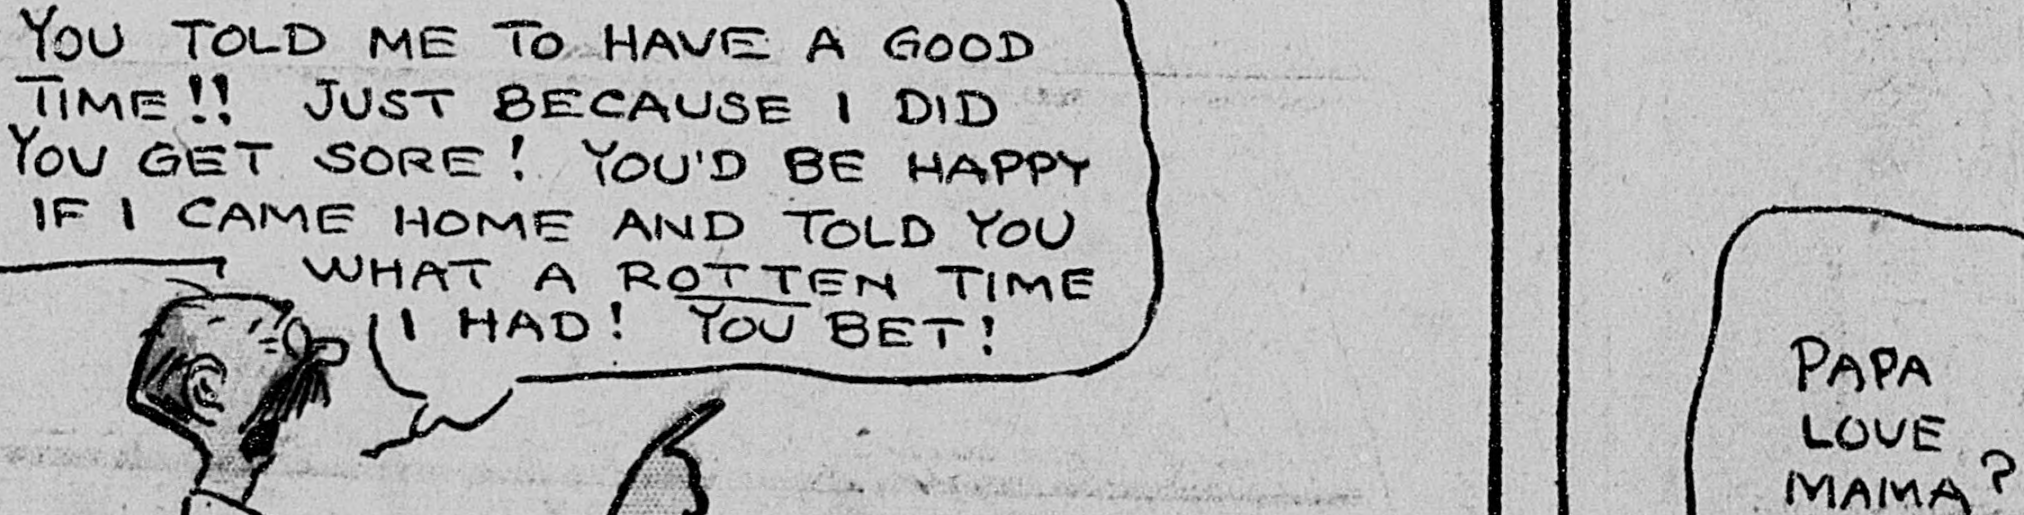 YOU TOLD ME TO HAVE A GOOD
TIME!! JUST BECAUSE I DID
YOU GET SORE! YOU'D BE HAPPY
IF I CAME HOME AND TOLD YOU
WHAT A ROTTEN TIME
I HAD! YOU BET!
PAPA
LOVE
MAMA?